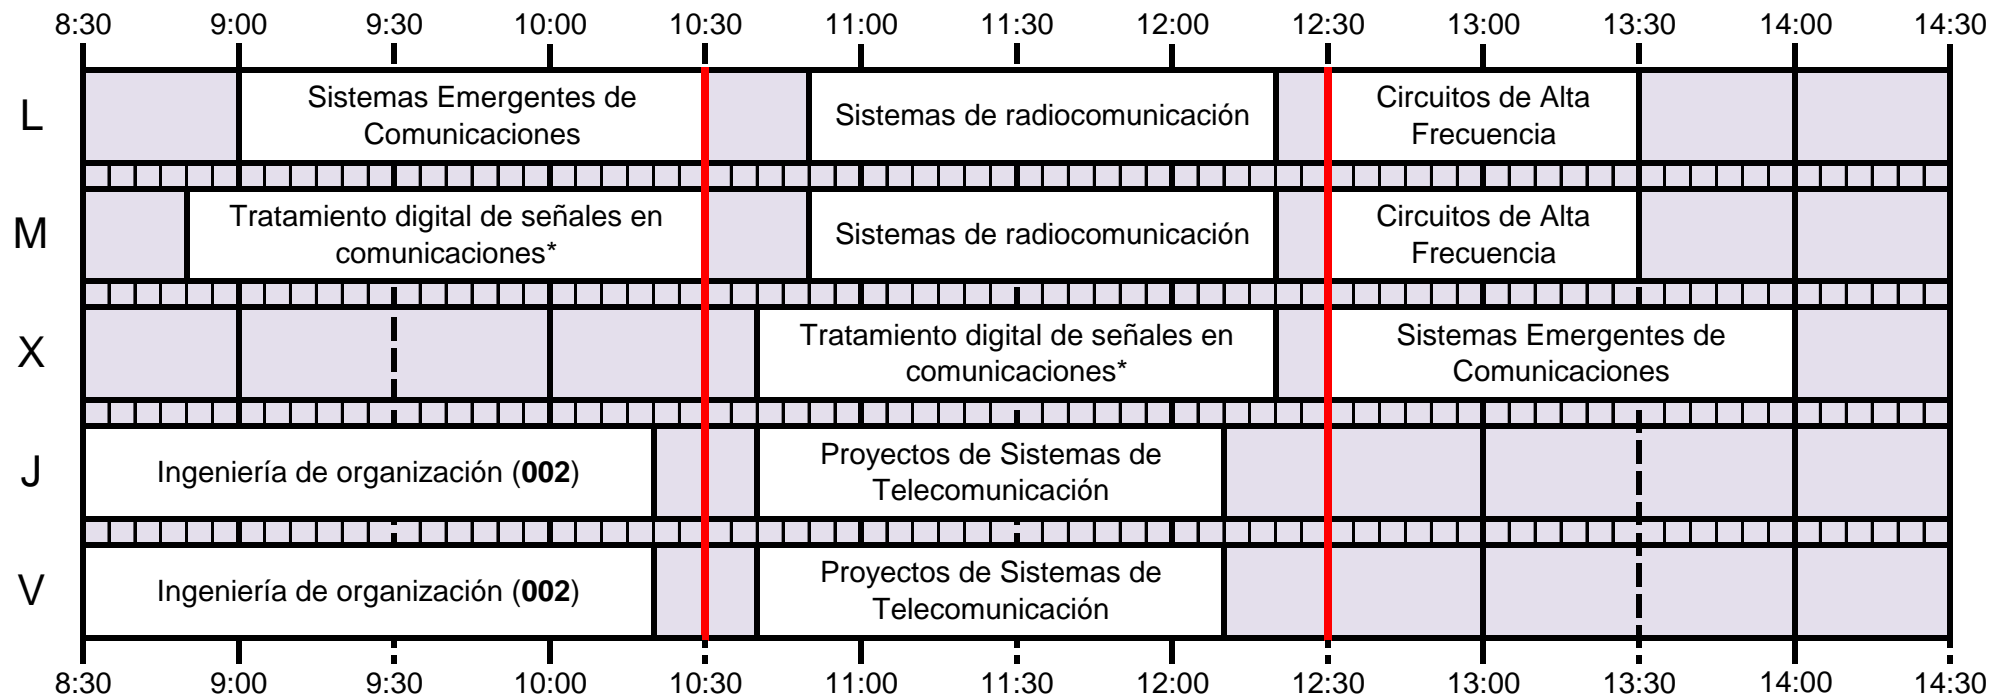 8:30 9:00 9:30 10:00 10:30 11:00 11:30 12:00 12:30 13:00 13:30 14:00 14:30
L
Sistemas Emergentes de
Comunicaciones
Sistemas de radiocomunicación
Circuitos de Alta
Frecuencia
M
Tratamiento digital de señales en
comunicaciones*
Sistemas de radiocomunicación
Circuitos de Alta
Frecuencia
X
Tratamiento digital de señales en
comunicaciones*
Sistemas Emergentes de
Comunicaciones
J
Ingeniería de organización (002)
Proyectos de Sistemas de
Telecomunicación
V
Ingeniería de organización (002)
Proyectos de Sistemas de
Telecomunicación
8:30 9:00 9:30 10:00 10:30 11:00 11:30 12:00 12:30 13:00 13:30 14:00 14:30